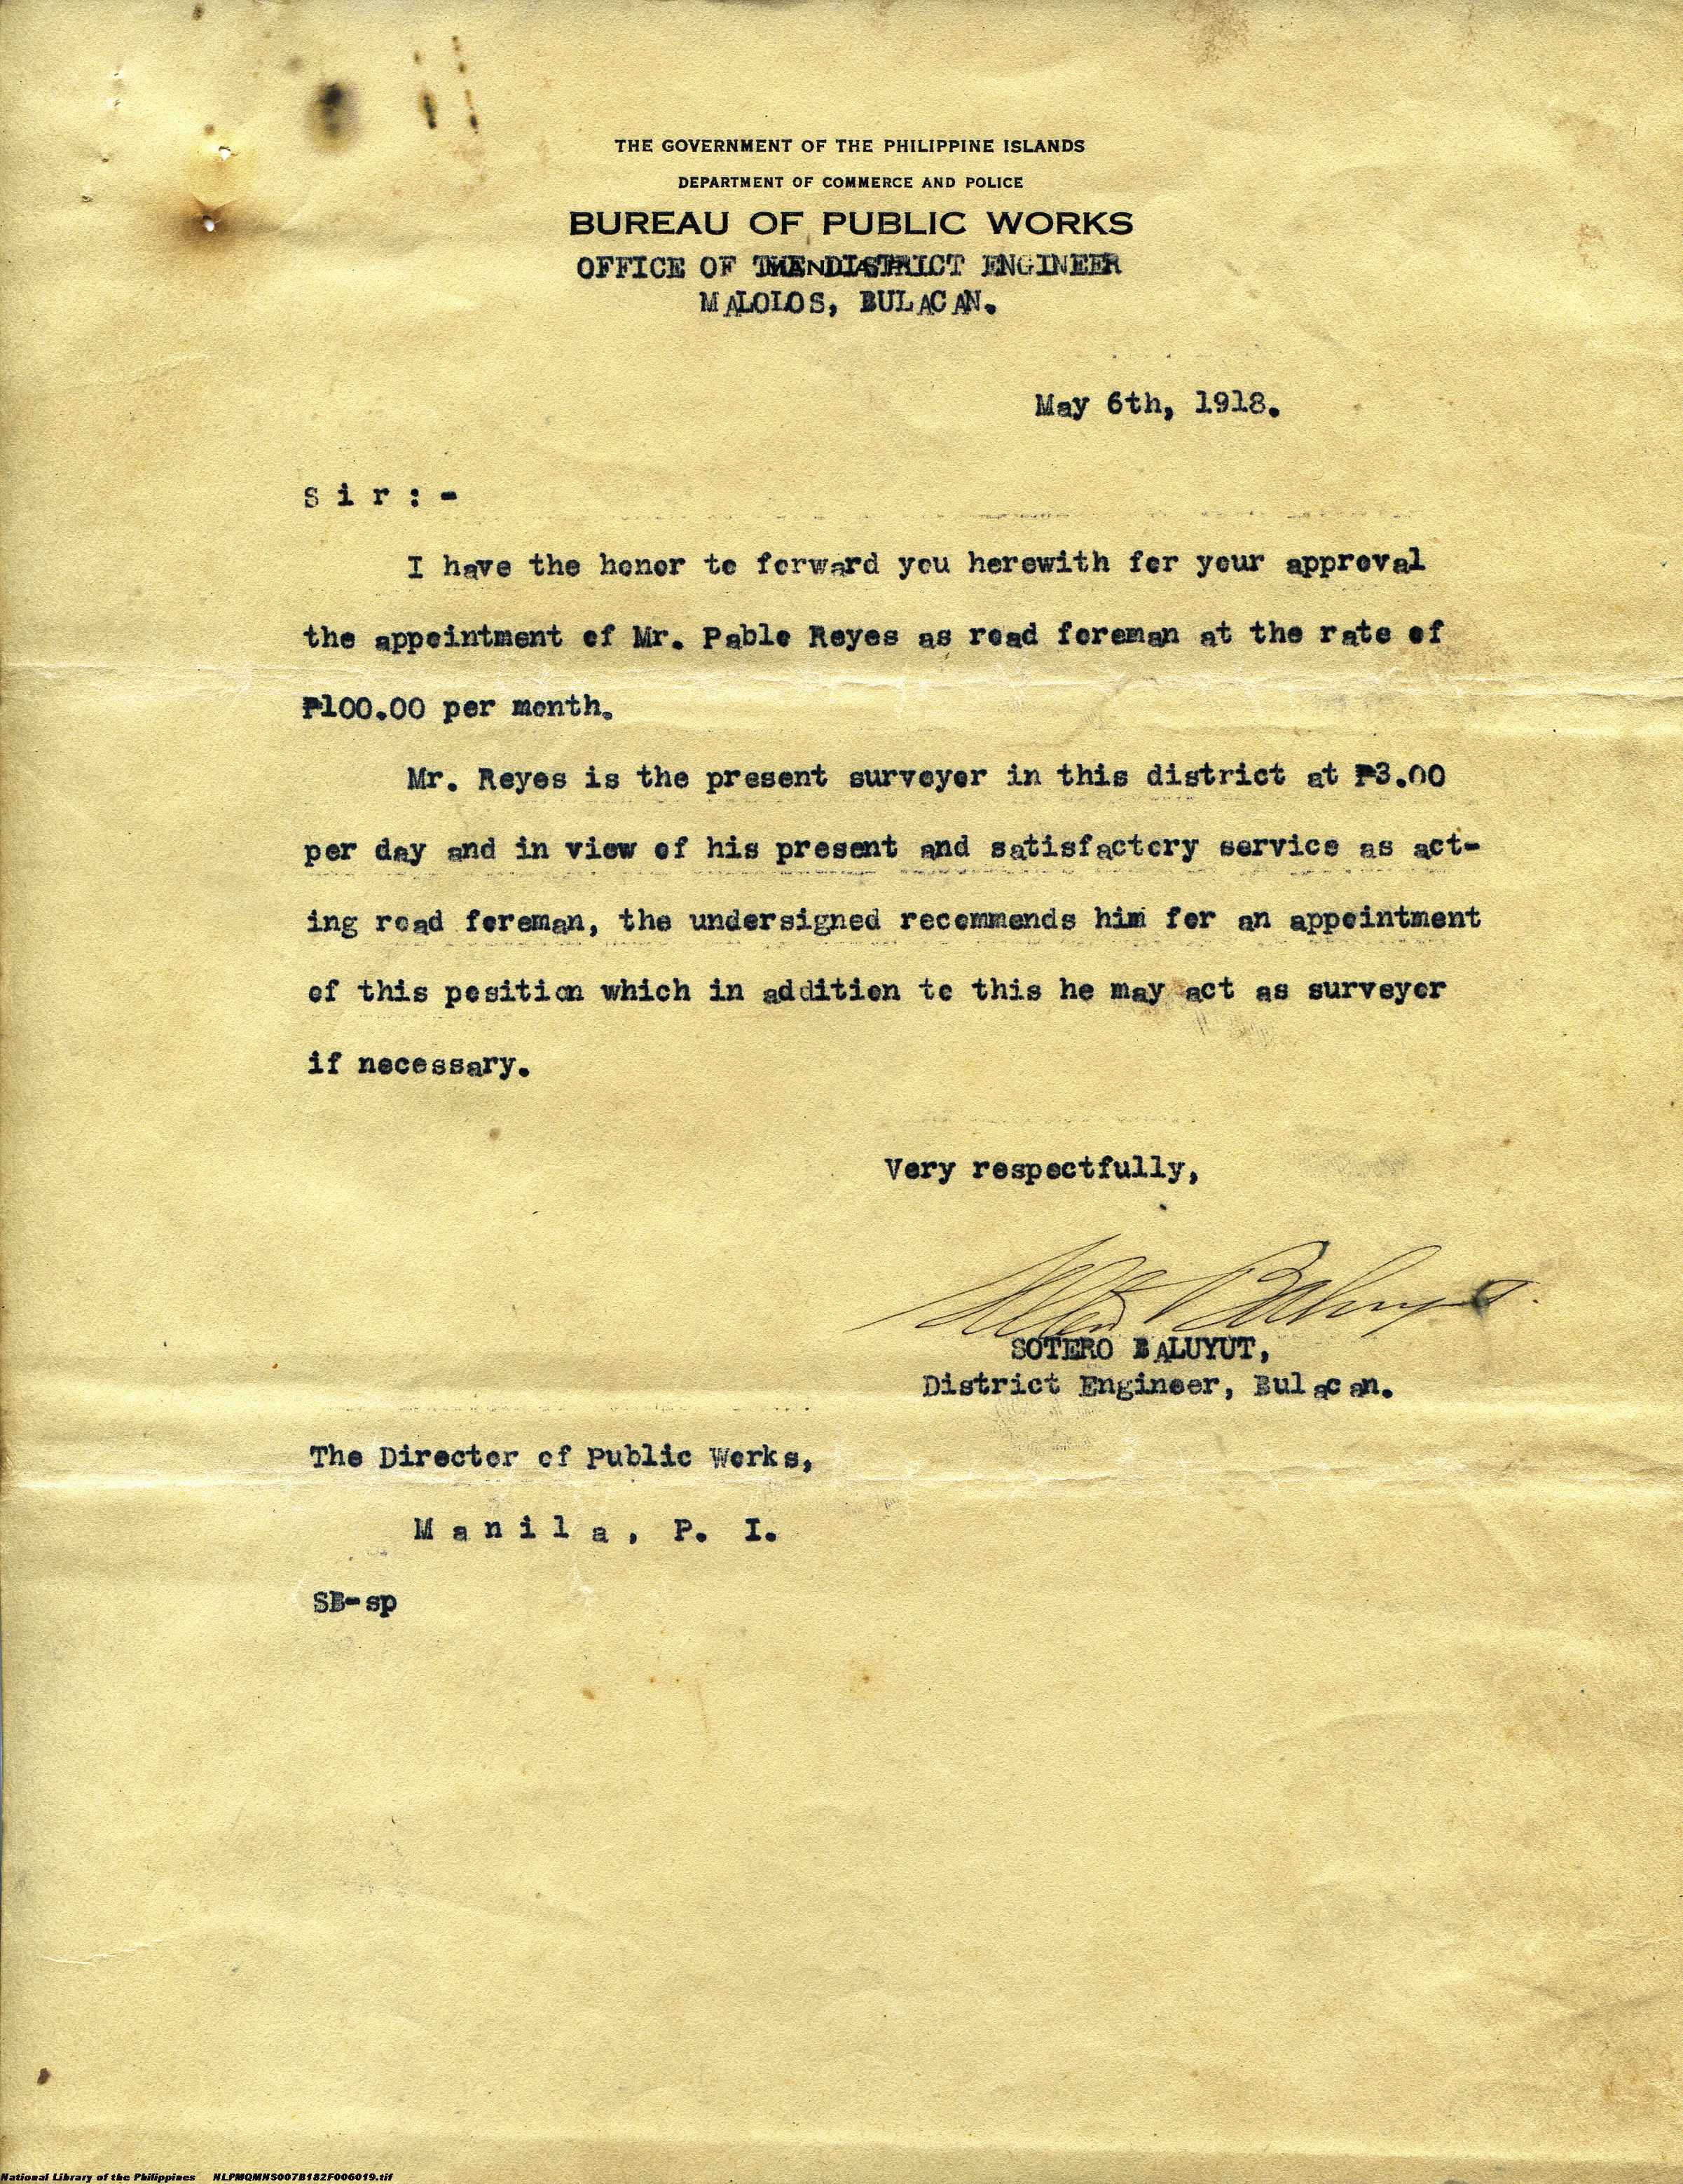 THE GOVERNMENT OF THE PHILIPPINE ISLANDS
DEPARTMENT OF COMMERCE AND POLICE
BUREAU OF PUBLIC WORKS
OFFICE OF THE DISTRICT ENGINEER
MALOLOS, BULACAN.
May 6th, 1918.
S i r : -
I have the honor to forward you herewith for your approval
the appointment of Mr. Pablo Reyes as road foreman at the rate of
₱100.00 per month.
Mr. Reyes is the present surveyor in this district at ₱3.00
per day and in view of his present and satisfactory service as act-
ing road foreman, the undersigned recommends him for an appointment
of this position which in addition to this he may act as surveyor
if necessary.
Very respectfully,
SOTERO BALUYUT,
District Engineer, Bulacan.
The Director of Public Works,
M a n i l a , P. I.
SB-sp
National Library of the Philippines NLPMQMNS007B182F006019.tif